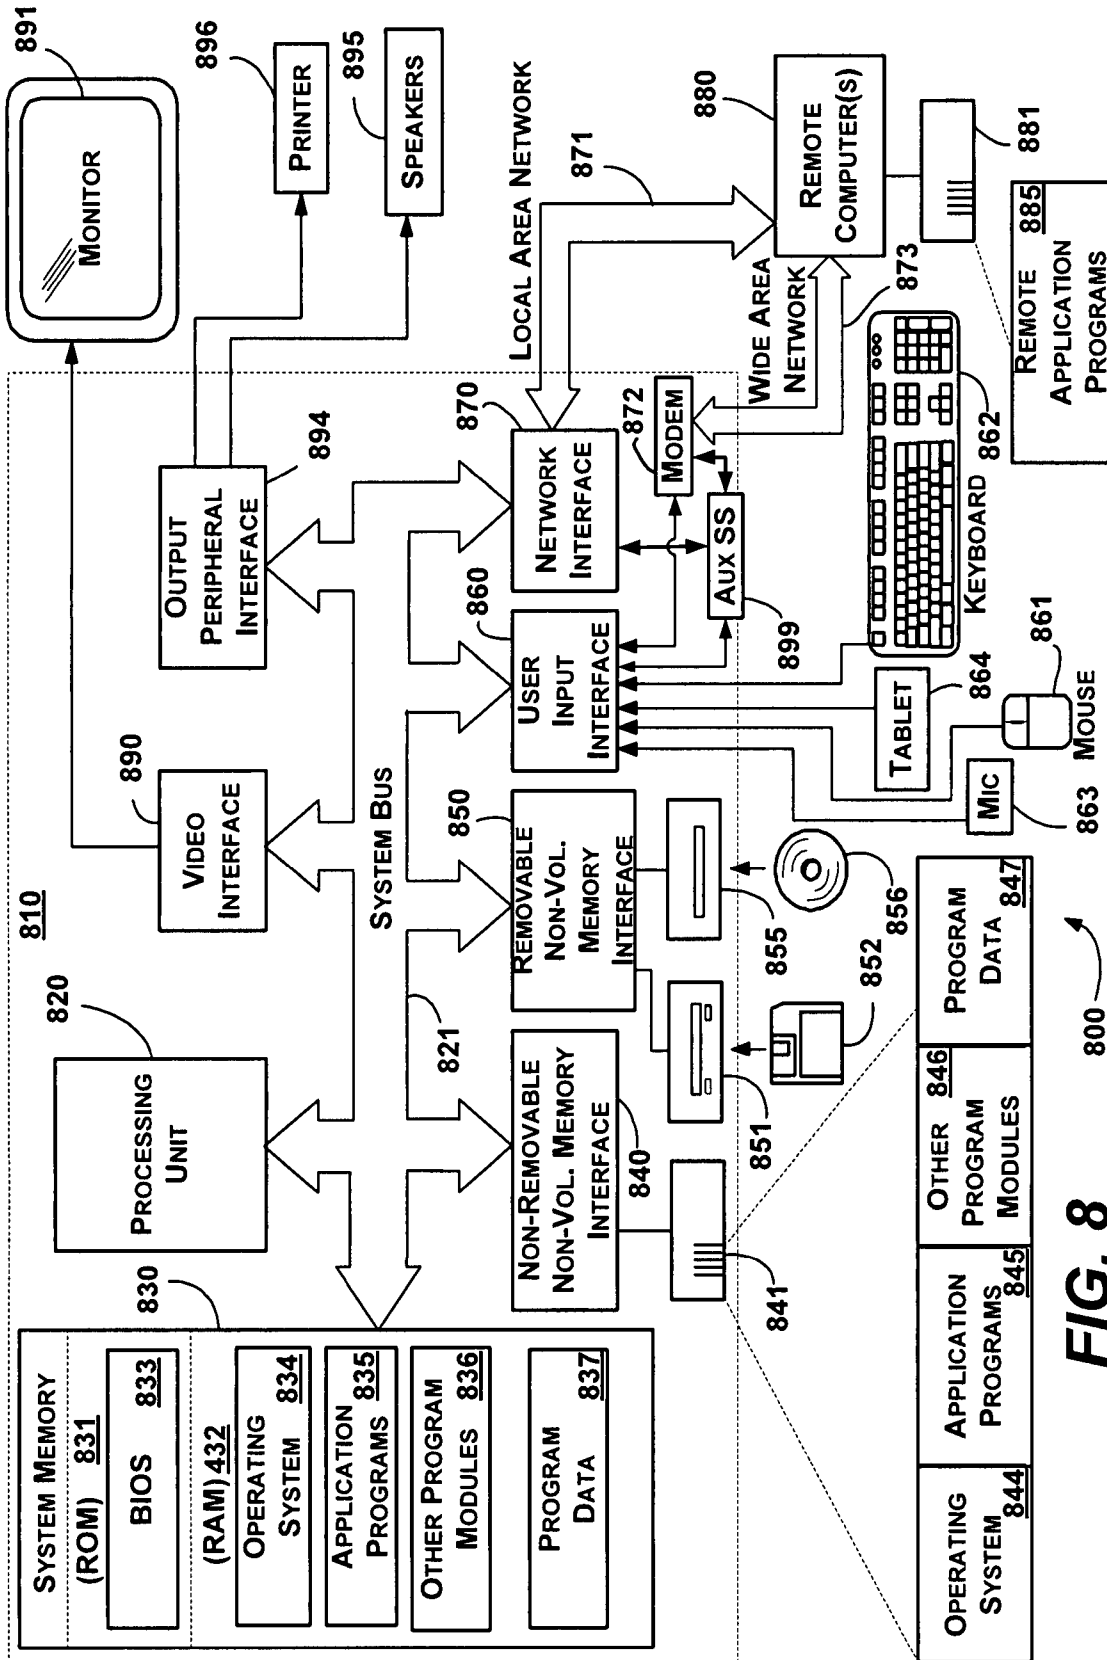 810
SYSTEM MEMORY
(ROM) 831
BIOS 833
(RAM) 432
OPERATING
SYSTEM 834
APPLICATION
PROGRAMS 835
OTHER PROGRAM
MODULES 836
PROGRAM
DATA 837
830
PROCESSING
UNIT
820
VIDEO
INTERFACE
890
OUTPUT
PERIPHERAL
INTERFACE
894
MONITOR
891
PRINTER
896
SPEAKERS
895
SYSTEM BUS
821
NON-REMOVABLE
NON-VOL. MEMORY
INTERFACE
840
REMOVABLE
NON-VOL.
MEMORY
INTERFACE
850
USER
INPUT
INTERFACE
860
NETWORK
INTERFACE
870
LOCAL AREA NETWORK
871
MODEM
872
AUX SS
899
WIDE AREA
NETWORK
873
REMOTE
COMPUTER(S)
880
881
REMOTE
APPLICATION
PROGRAMS
885
841
851
852
855
856
MIC
863
TABLET
864
MOUSE
861
KEYBOARD
862
OPERATING
SYSTEM 844
APPLICATION
PROGRAMS 845
OTHER
PROGRAM
MODULES
846
PROGRAM
DATA 847
800
FIG. 8